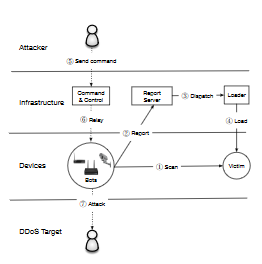 Attacker
⑤ Send command
Infrastructure
Command
& Control
Report
Server
③ Dispatch
Loader
⑥ Relay
② Report
④ Load
Devices
Bots
① Scan
Victim
⑦ Attack
DDoS Target